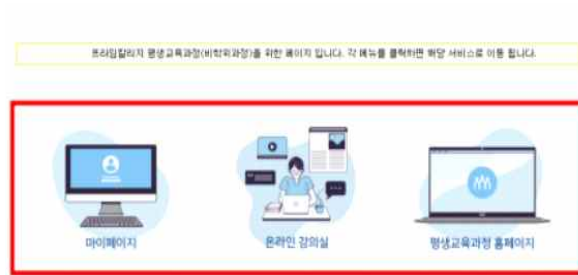 프라임칼리지 평생교육과정(비학위과정)을 위한 페이지 입니다. 각 메뉴를 클릭하면 해당 서비스로 이동 됩니다.
마이페이지
온라인 강의실
평생교육과정 홈페이지